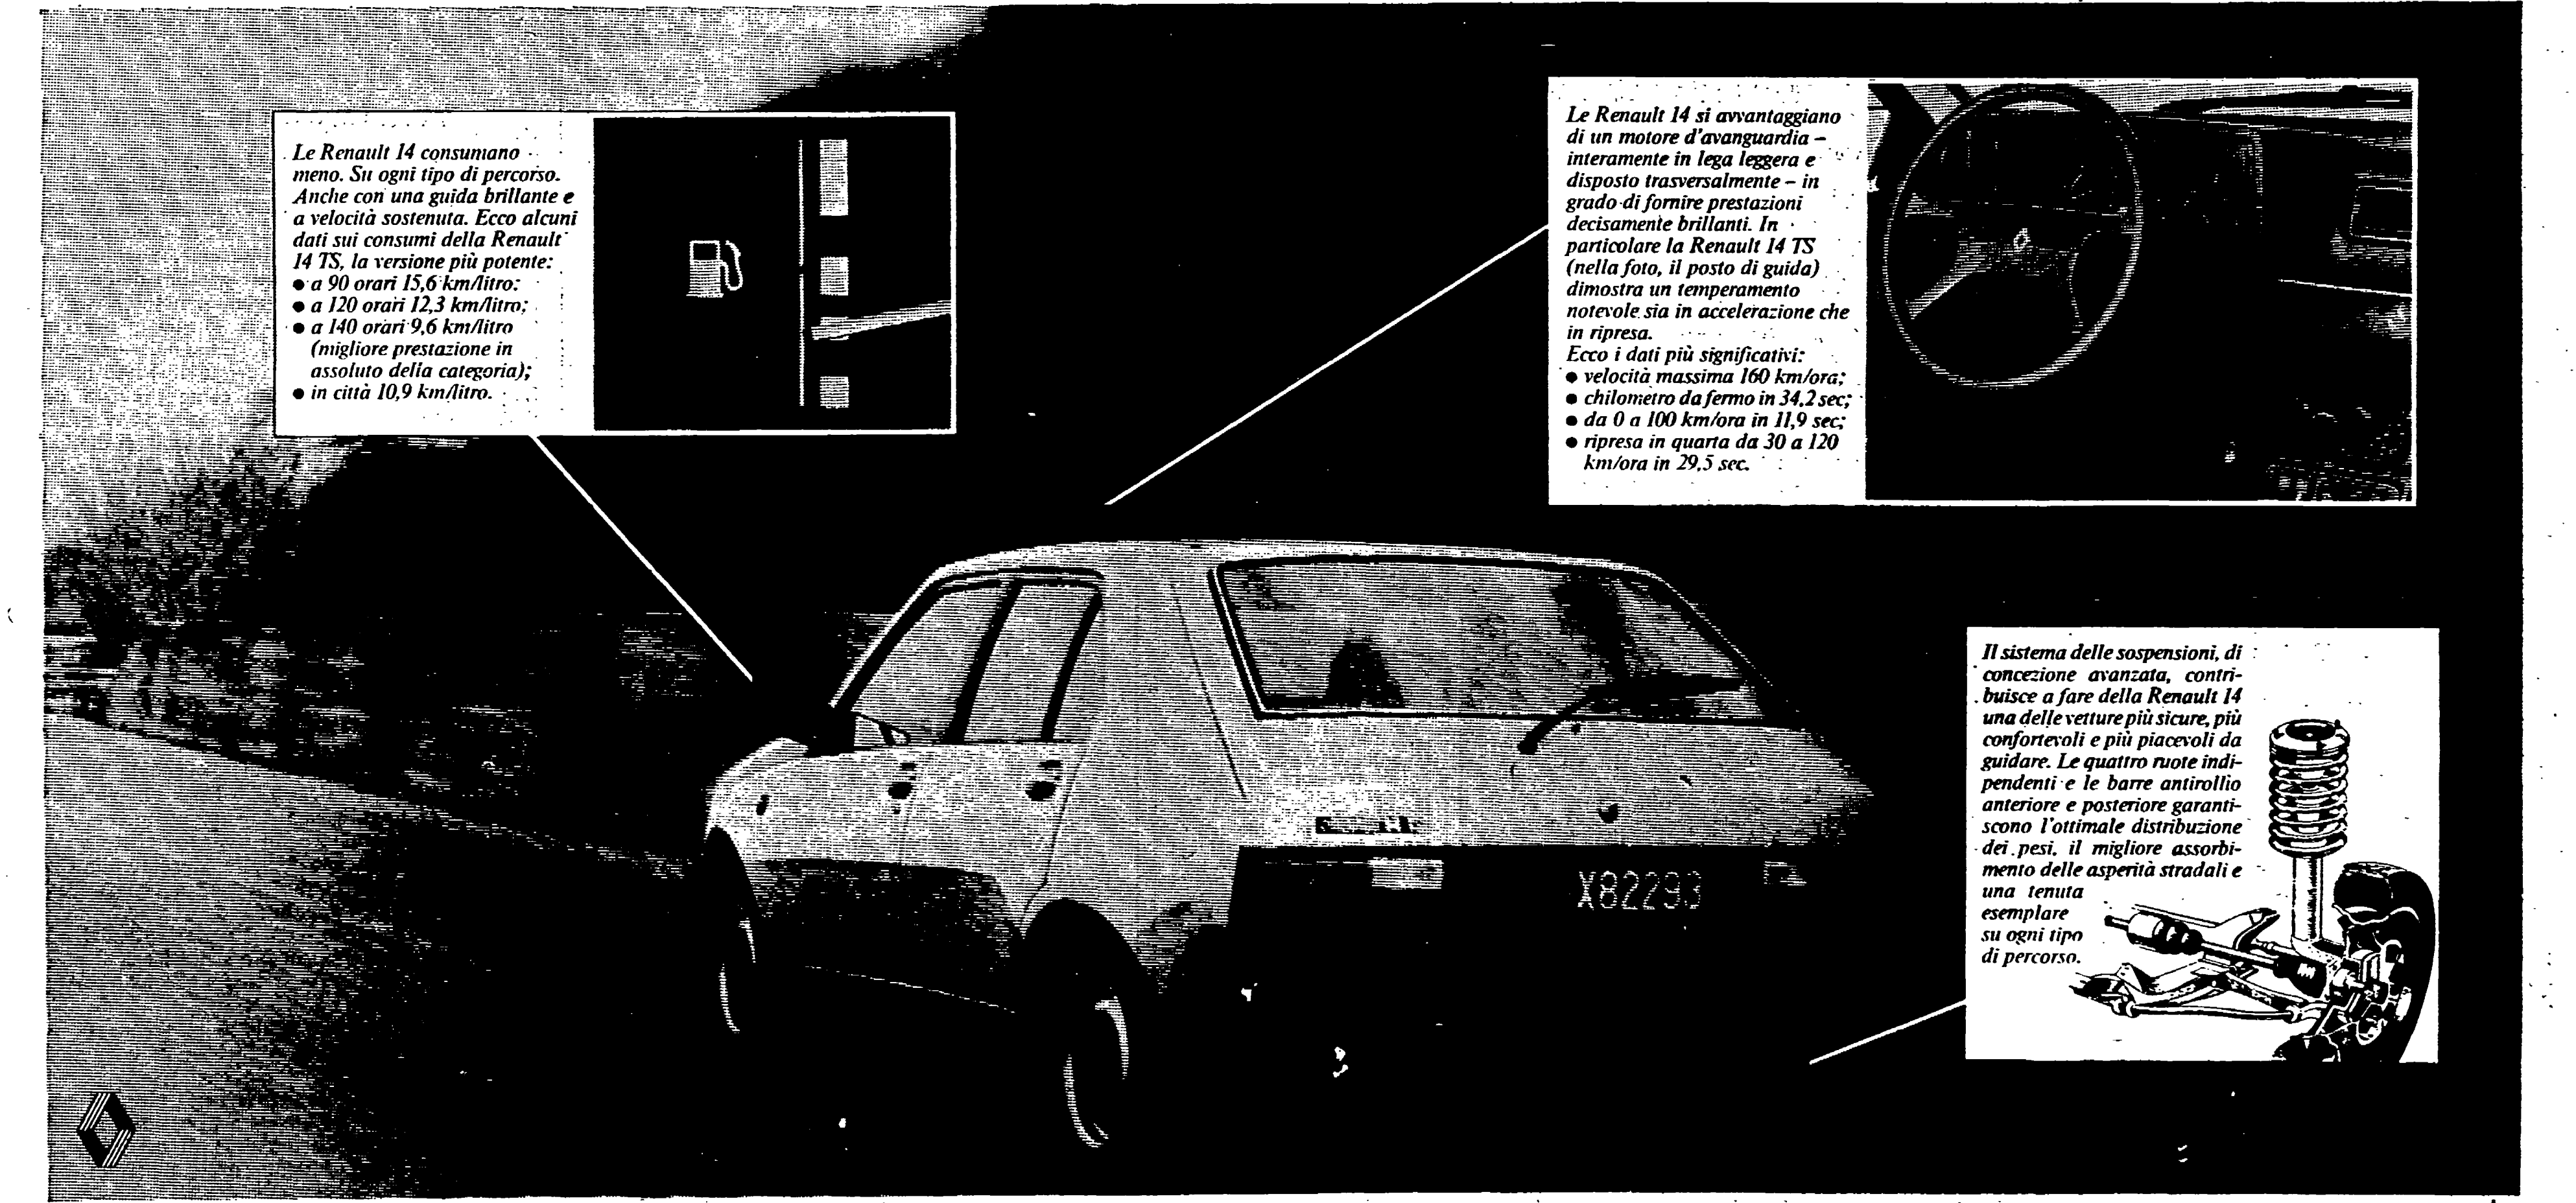 Le Renault 14 consumano
meno. Su ogni tipo di percorso.
Anche con una guida brillante e
a velocità sostenuta. Ecco alcuni
dati sui consumi della Renault
14 TS, la versione più potente:
● a 90 orari 15,6 km/litro;
● a 120 orari 12,3 km/litro;
● a 140 orari 9,6 km/litro
(migliore prestazione in
assoluto della categoria);
● in città 10,9 km/litro.
Le Renault 14 si avvantaggiano
di un motore d'avanguardia –
interamente in lega leggera e
disposto trasversalmente – in
grado di fornire prestazioni
decisamente brillanti. In
particolare la Renault 14 TS
(nella foto, il posto di guida)
dimostra un temperamento
notevole sia in accelerazione che
in ripresa.
Ecco i dati più significativi:
● velocità massima 160 km/ora;
● chilometro da fermo in 34,2 sec;
● da 0 a 100 km/ora in 11,9 sec;
● ripresa in quarta da 30 a 120
km/ora in 29,5 sec.
Il sistema delle sospensioni, di
concezione avanzata, contri-
buisce a fare della Renault 14
una delle vetture più sicure, più
confortevoli e più piacevoli da
guidare. Le quattro ruote indi-
pendenti e le barre antirollio
anteriore e posteriore garanti-
scono l'ottimale distribuzione
dei pesi, il migliore assorbi-
mento delle asperità stradali e
una tenuta
esemplare
su ogni tipo
di percorso.
X82293